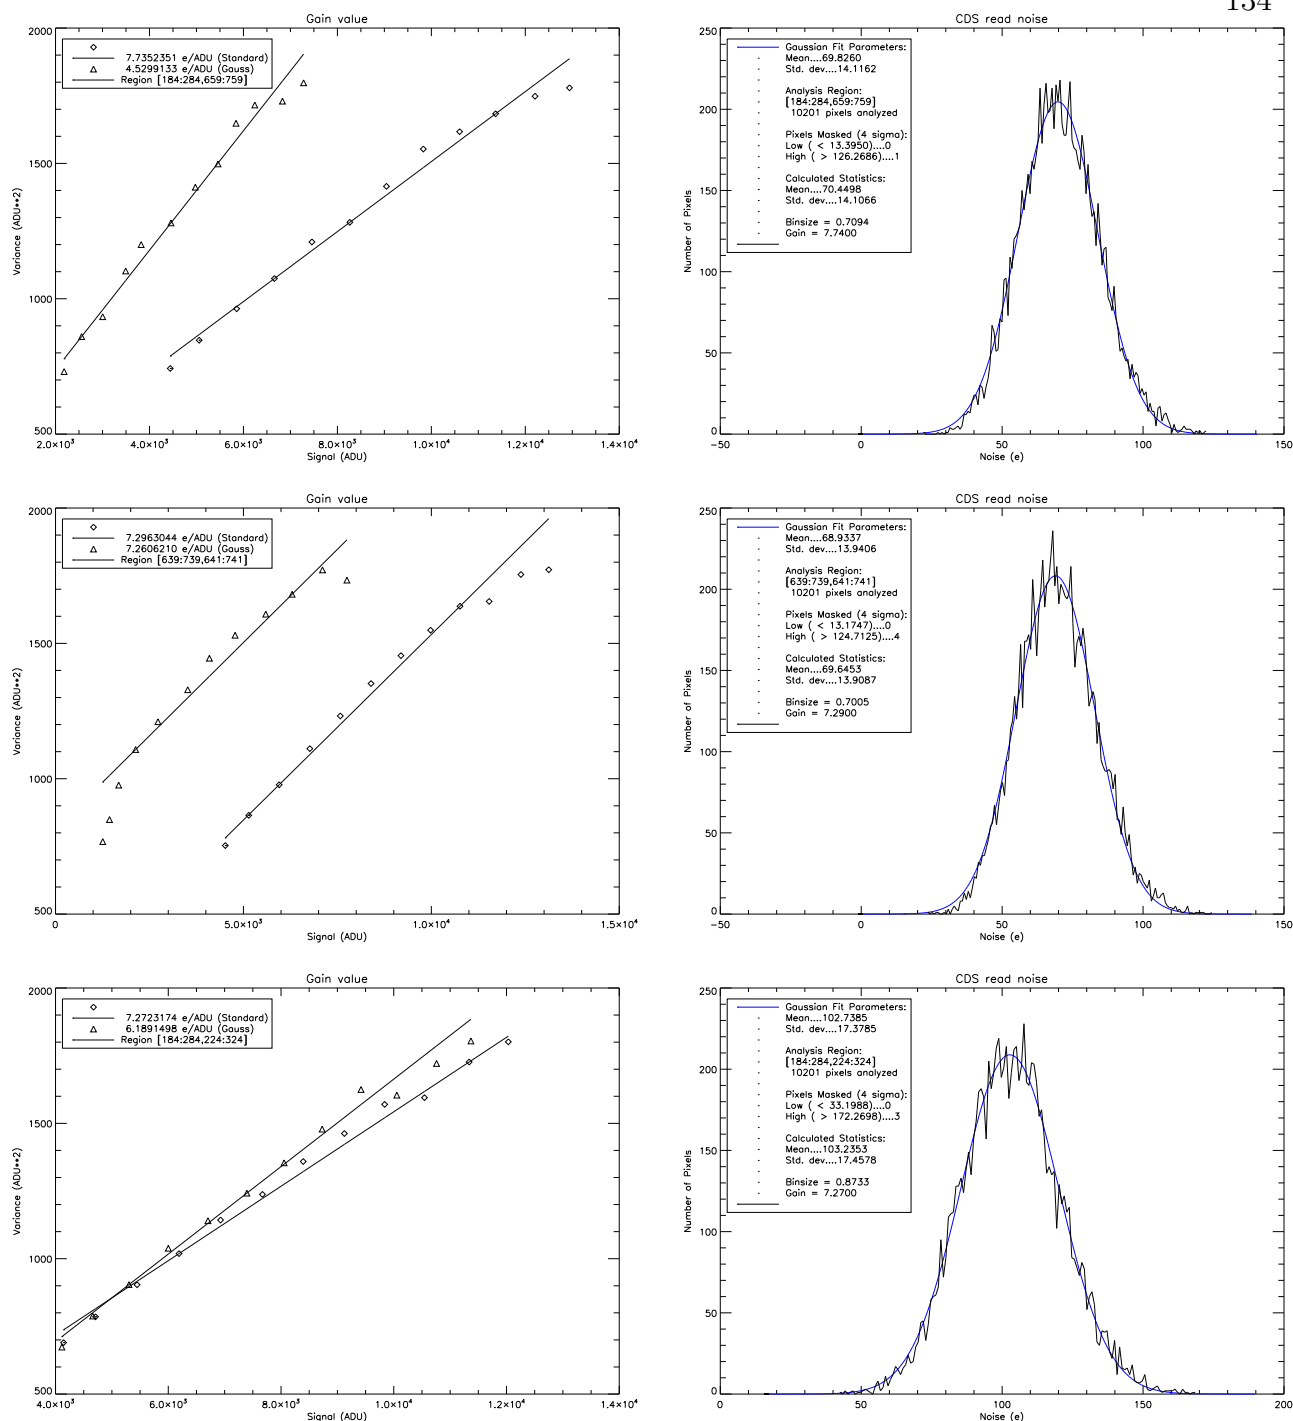 134
Gain value
7.7352351 e/ADU (Standard)
4.5299133 e/ADU (Gauss)
Region [184:284,659:759]
Variance (ADU**2)
2000
1500
1000
500
2.0×10³ 4.0×10³ 6.0×10³ 8.0×10³ 1.0×10⁴ 1.2×10⁴ 1.4×10⁴
Signal (ADU)
CDS read noise
Gaussian Fit Parameters:
Mean....69.8260
Std. dev....14.1162
Analysis Region:
[184:284,659:759]
10201 pixels analyzed
Pixels Masked (4 sigma):
Low ( < 13.3950)....0
High ( > 126.2686)....1
Calculated Statistics:
Mean....70.4498
Std. dev....14.1066
Binsize = 0.7094
Gain = 7.7400
Number of Pixels
250
200
150
100
50
0
-50 0 50 100 150
Noise (e)
Gain value
7.2963044 e/ADU (Standard)
7.2606210 e/ADU (Gauss)
Region [639:739,641:741]
Variance (ADU**2)
2000
1500
1000
500
0 5.0×10³ 1.0×10⁴ 1.5×10⁴
Signal (ADU)
CDS read noise
Gaussian Fit Parameters:
Mean....68.9337
Std. dev....13.9406
Analysis Region:
[639:739,641:741]
10201 pixels analyzed
Pixels Masked (4 sigma):
Low ( < 13.1747)....0
High ( > 124.7125)....4
Calculated Statistics:
Mean....69.6453
Std. dev....13.9087
Binsize = 0.7005
Gain = 7.2900
Number of Pixels
250
200
150
100
50
0
-50 0 50 100 150
Noise (e)
Gain value
7.2723174 e/ADU (Standard)
6.1891498 e/ADU (Gauss)
Region [184:284,224:324]
Variance (ADU**2)
2000
1500
1000
500
4.0×10³ 6.0×10³ 8.0×10³ 1.0×10⁴ 1.2×10⁴ 1.4×10⁴
Signal (ADU)
CDS read noise
Gaussian Fit Parameters:
Mean....102.7385
Std. dev....17.3785
Analysis Region:
[184:284,224:324]
10201 pixels analyzed
Pixels Masked (4 sigma):
Low ( < 33.1988)....0
High ( > 172.2698)....3
Calculated Statistics:
Mean....103.2353
Std. dev....17.4578
Binsize = 0.8733
Gain = 7.2700
Number of Pixels
250
200
150
100
50
0
0 50 100 150 200
Noise (e)